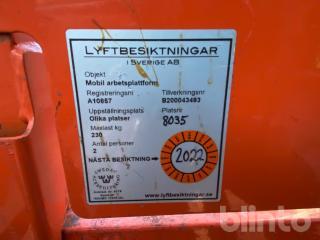 LYFTBESIKTNINGAR
I SVERIGE AB
Objekt
Mobil arbetsplattform
Registreringsnr Tillverkningsnr
A10857 B200043493
Uppställningsplats Platsnr
Olika platser 8035
Maxlast kg
230
Antal personer
2
NÄSTA BESIKTNING
2022
www.lyftbesiktningar.se
blinto